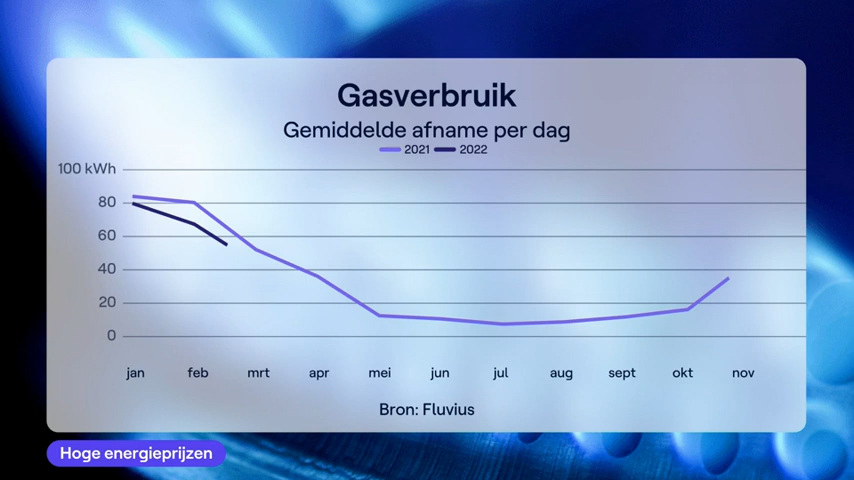 Gasverbruik
Gemiddelde afname per dag
2021 2022
100 kWh
80
60
40
20
0
jan feb mrt apr mei jun jul aug sept okt nov
Bron: Fluvius
Hoge energieprijzen